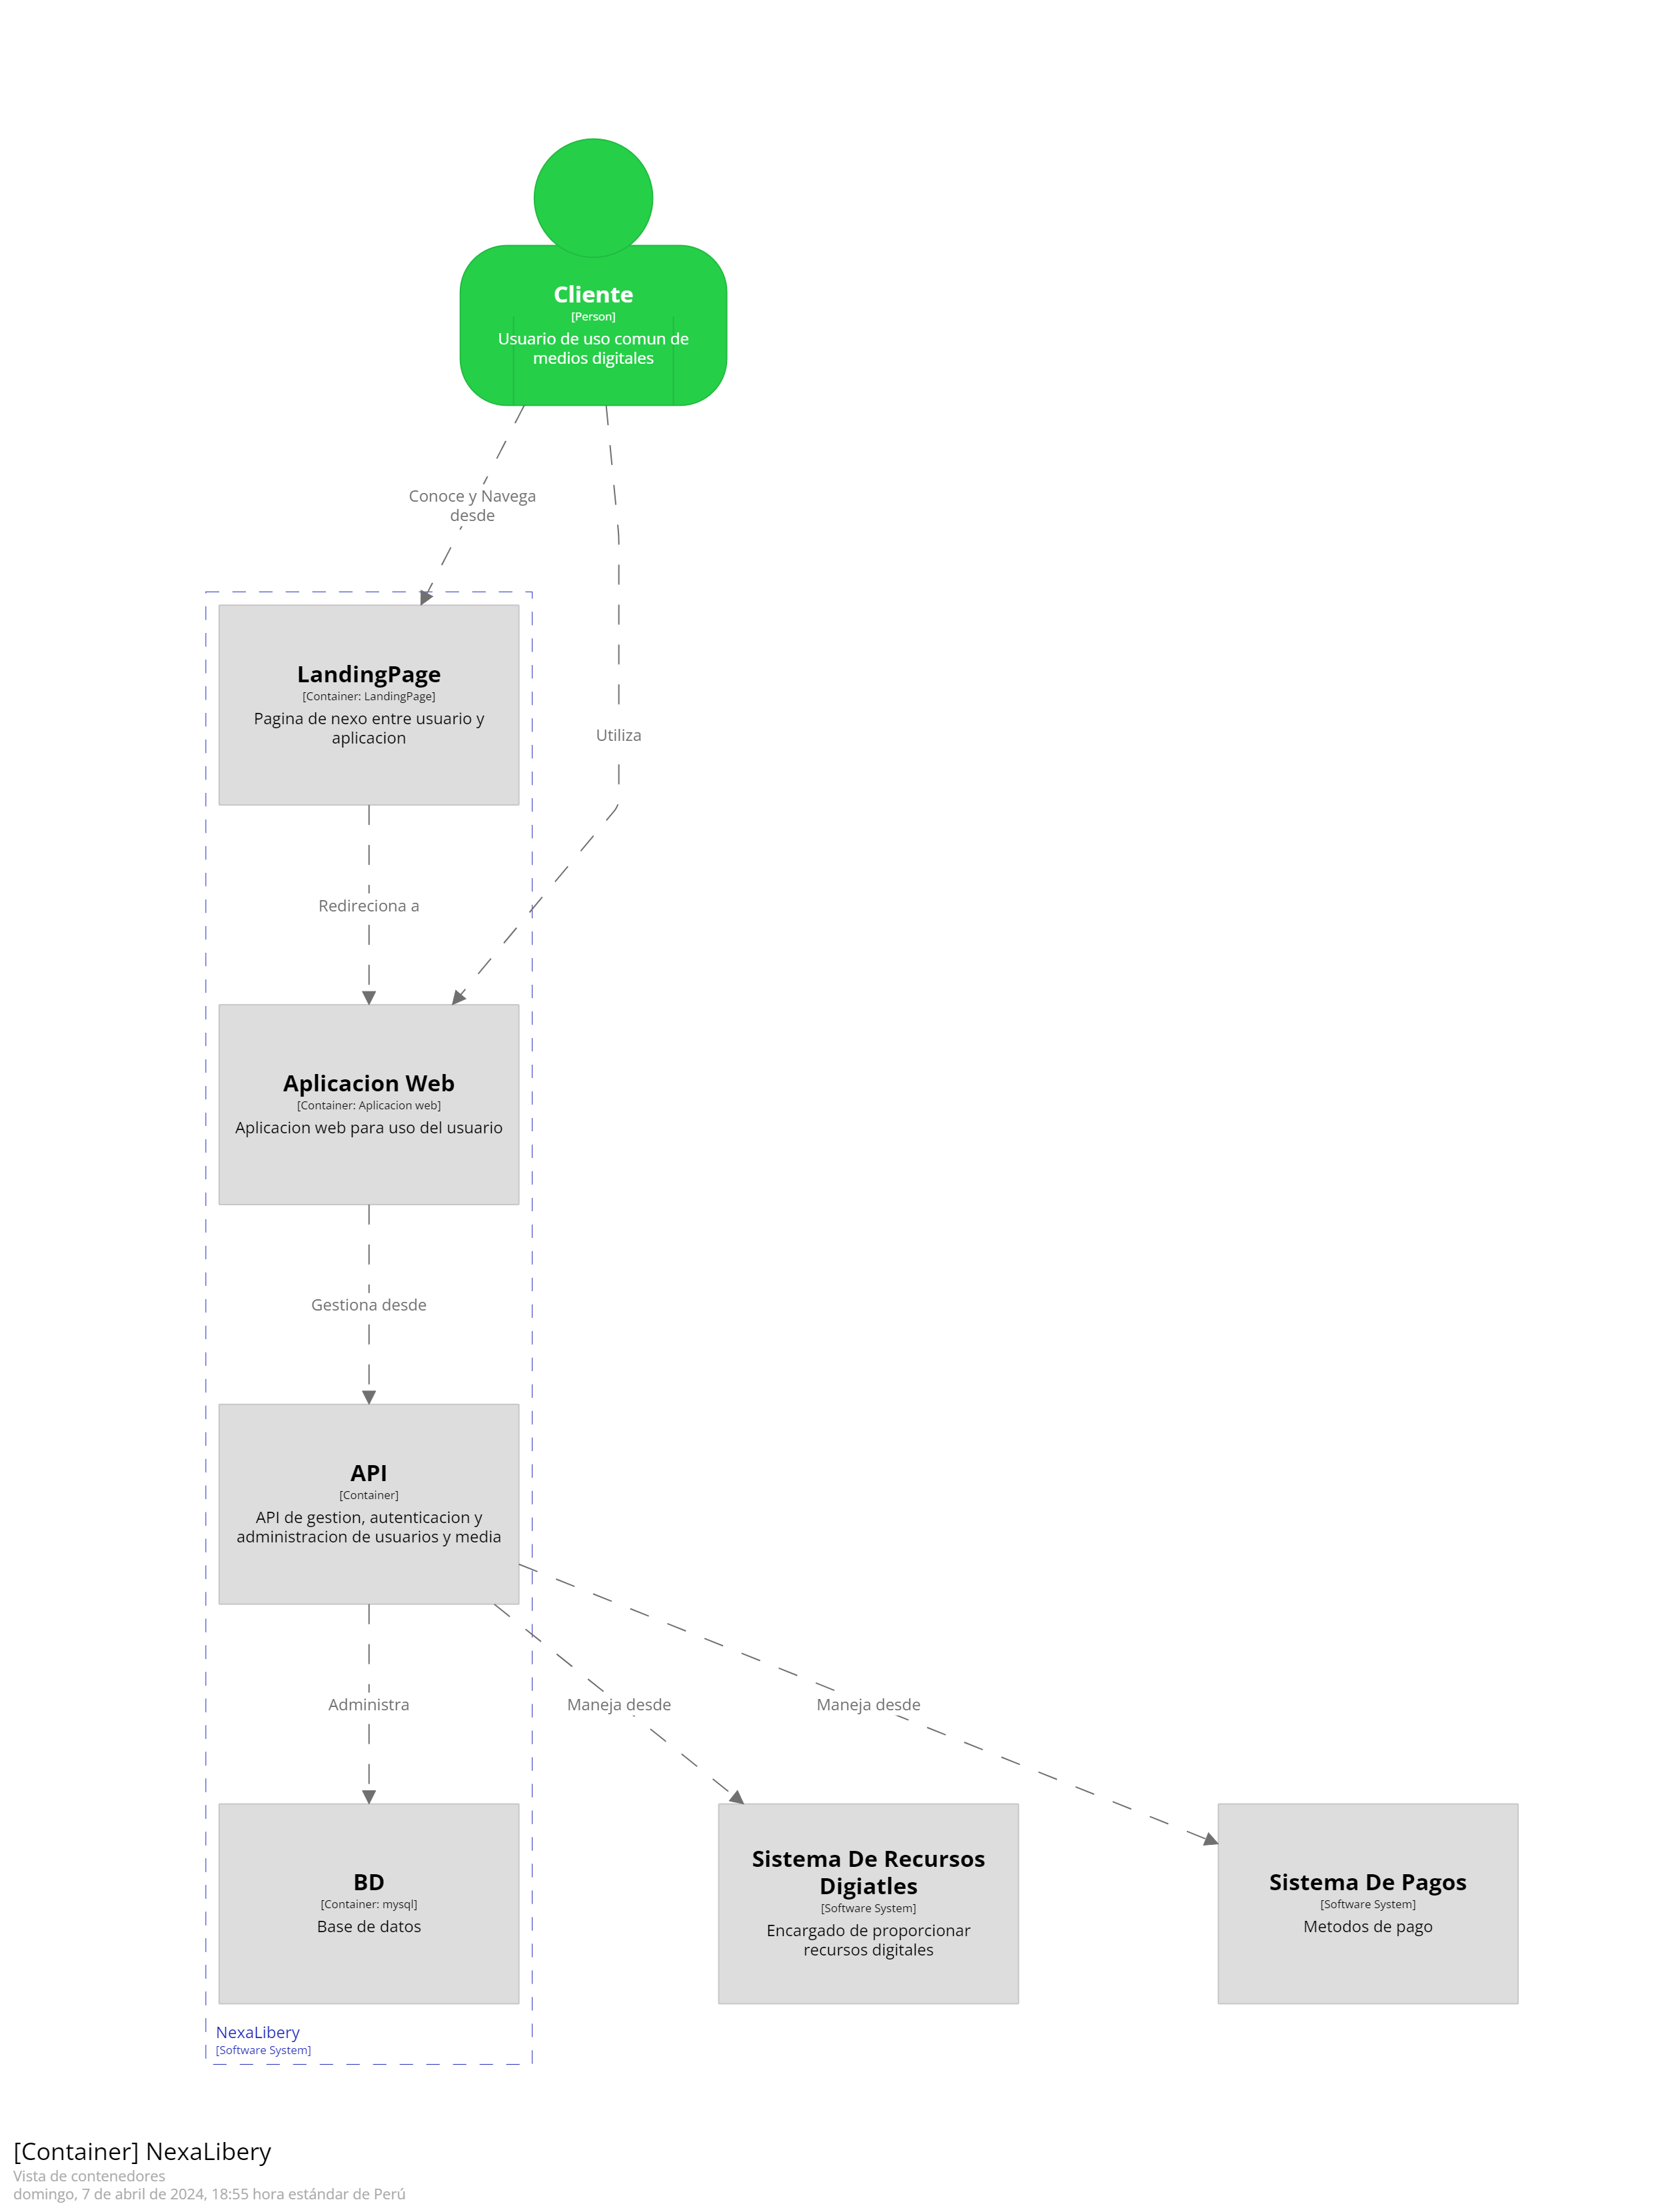 Cliente
[Person]
Usuario de uso comun de
medios digitales
Conoce y Navega
desde
LandingPage
[Container: LandingPage]
Pagina de nexo entre usuario y
aplicacion
Utiliza
Redireciona a
Aplicacion Web
[Container: Aplicacion web]
Aplicacion web para uso del usuario
Gestiona desde
API
[Container]
API de gestion, autenticacion y
administracion de usuarios y media
Administra
Maneja desde
Maneja desde
BD
[Container: mysql]
Base de datos
Sistema De Recursos
Digiatles
[Software System]
Encargado de proporcionar
recursos digitales
Sistema De Pagos
[Software System]
Metodos de pago
NexaLibery
[Software System]
[Container] NexaLibery
Vista de contenedores
domingo, 7 de abril de 2024, 18:55 hora estándar de Perú